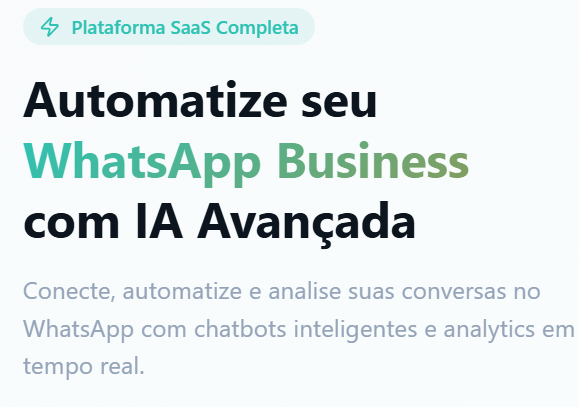 Plataforma SaaS Completa
Automatize seu
WhatsApp Business
com IA Avançada
Conecte, automatize e analise suas conversas no
WhatsApp com chatbots inteligentes e analytics em
tempo real.